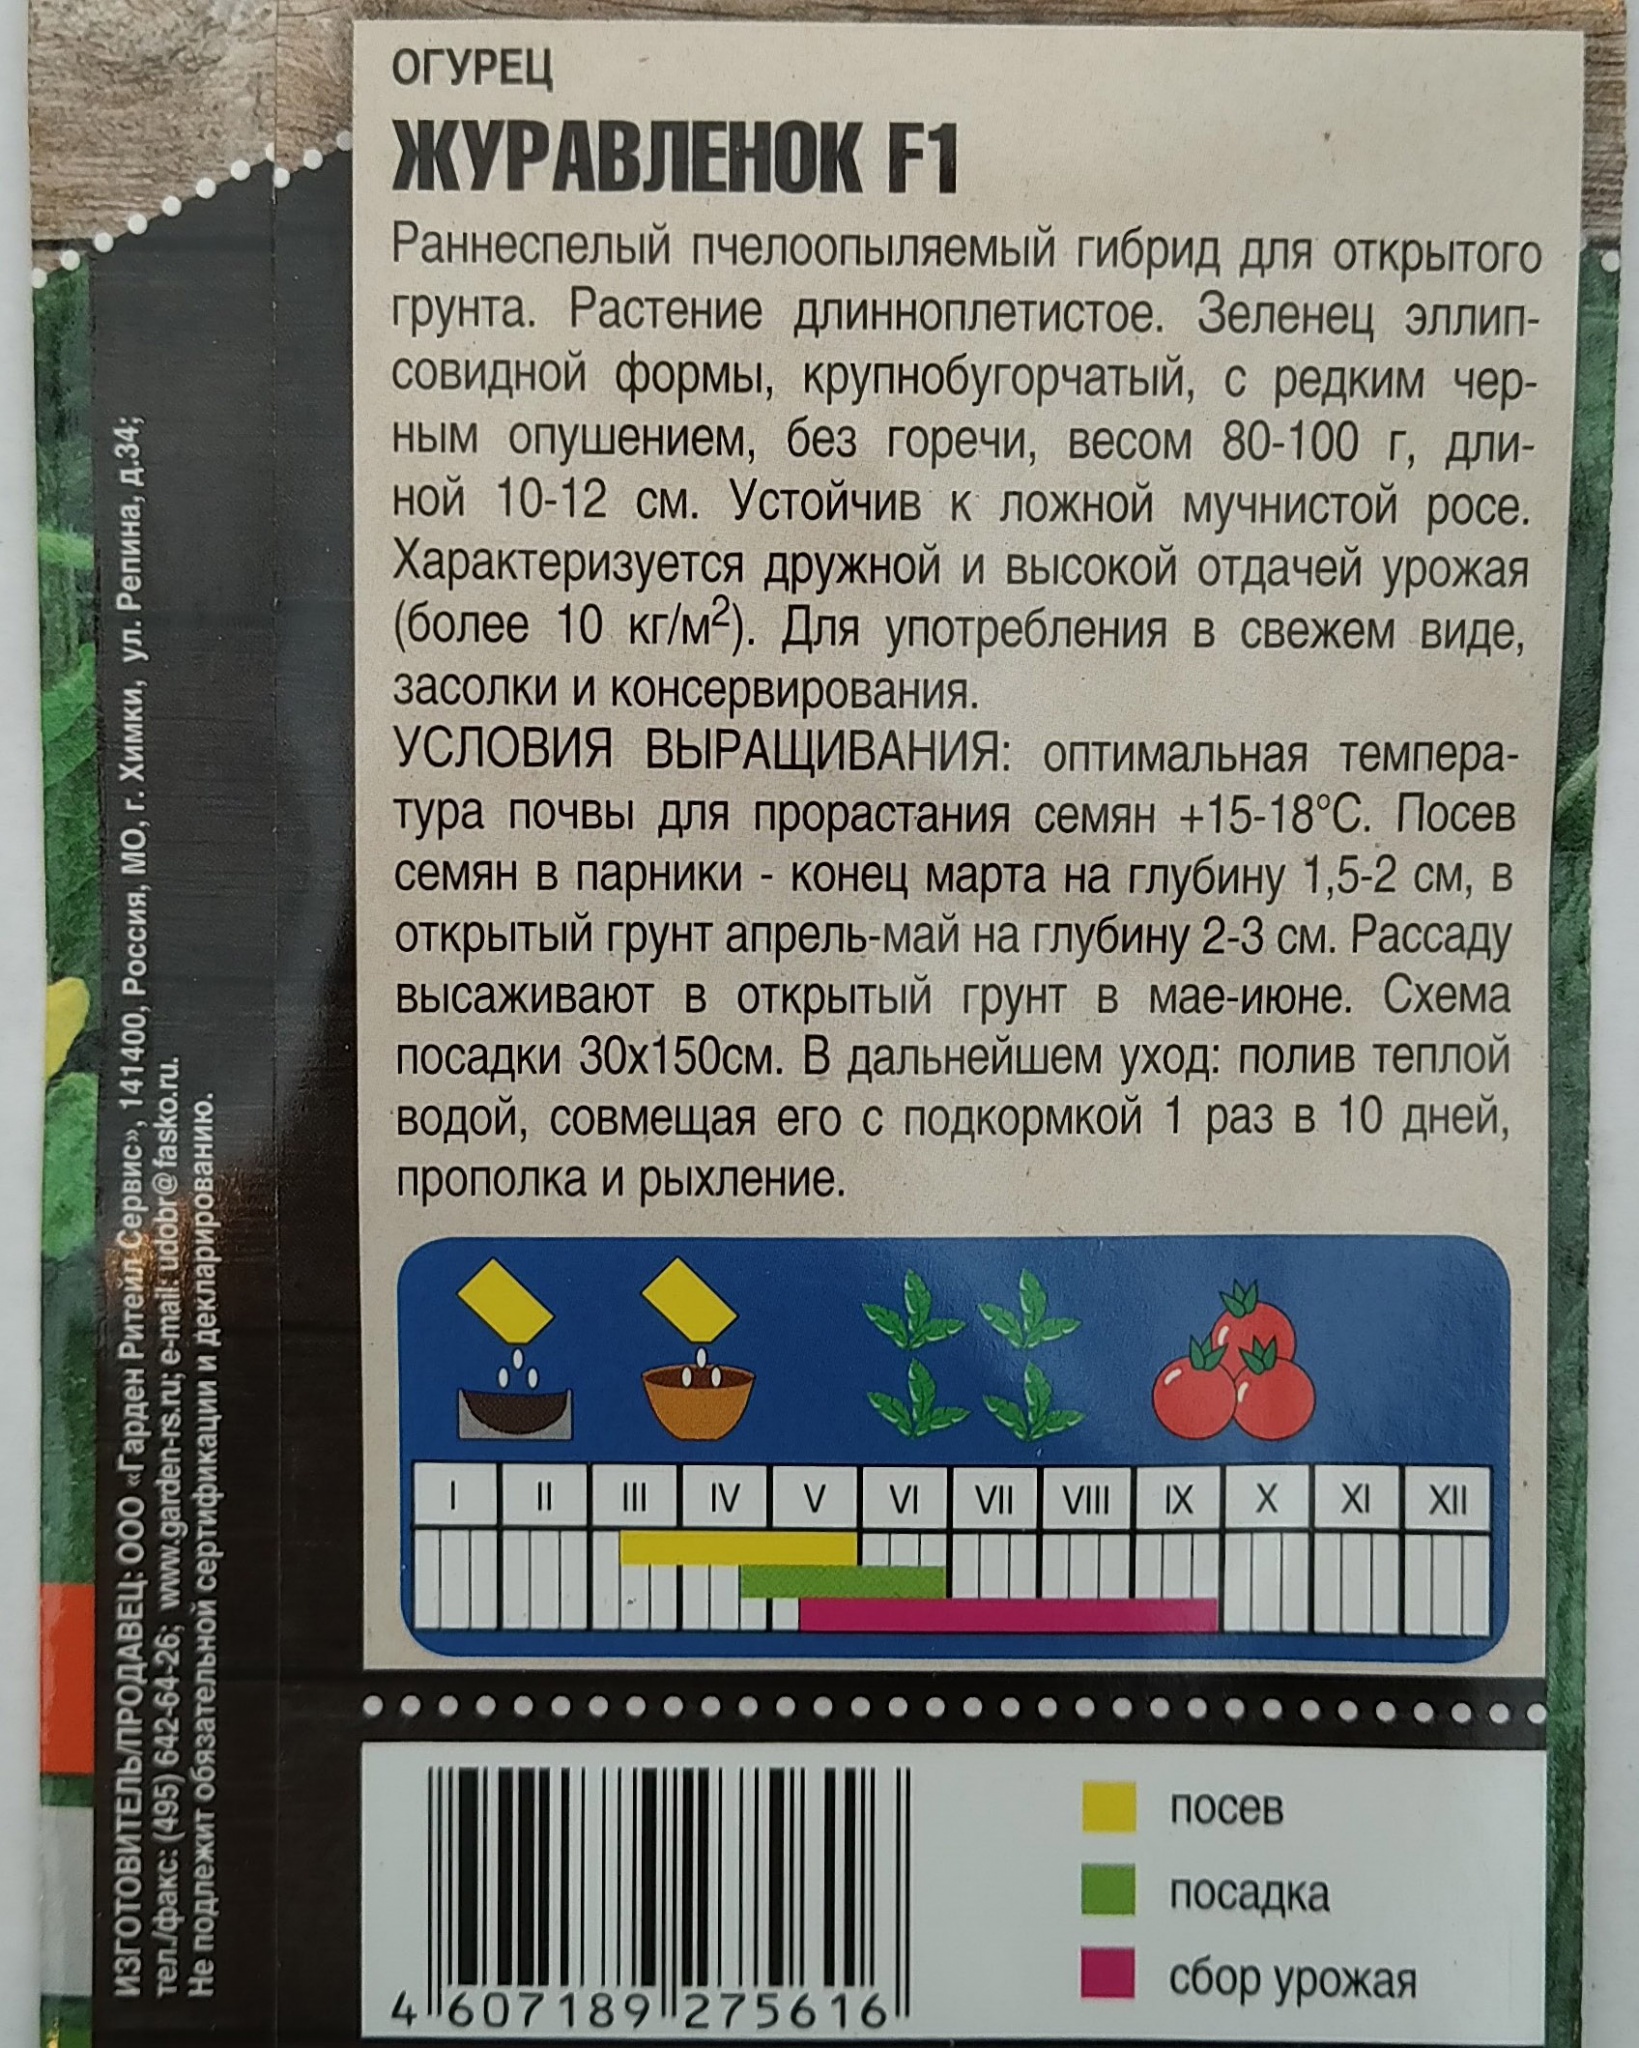 ОГУРЕЦ
ЖУРАВЛЕНОК F1
Раннеспелый пчелоопыляемый гибрид для открытого
грунта. Растение длинноплетистое. Зеленец эллип-
совидной формы, крупнобугорчатый, с редким чер-
ным опушением, без горечи, весом 80-100 г, дли-
ной 10-12 см. Устойчив к ложной мучнистой росе.
Характеризуется дружной и высокой отдачей урожая
(более 10 кг/м²). Для употребления в свежем виде,
засолки и консервирования.
УСЛОВИЯ ВЫРАЩИВАНИЯ: оптимальная темпера-
тура почвы для прорастания семян +15-18°С. Посев
семян в парники - конец марта на глубину 1,5-2 см, в
открытый грунт апрель-май на глубину 2-3 см. Рассаду
высаживают в открытый грунт в мае-июне. Схема
посадки 30х150см. В дальнейшем уход: полив теплой
водой, совмещая его с подкормкой 1 раз в 10 дней,
прополка и рыхление.
I II III IV V VI VII VIII IX X XI XII
посев
посадка
сбор урожая
4 607189 275616
ИЗГОТОВИТЕЛЬ/ПРОДАВЕЦ: ООО «Гарден Ритейл Сервис», 141400, Россия, МО, г. Химки, ул. Репина, д.34;
тел./факс: (495) 642-64-26; www.garden-rs.ru; e-mail: udobr@fasko.ru.
Не подлежит обязательной сертификации и декларированию.